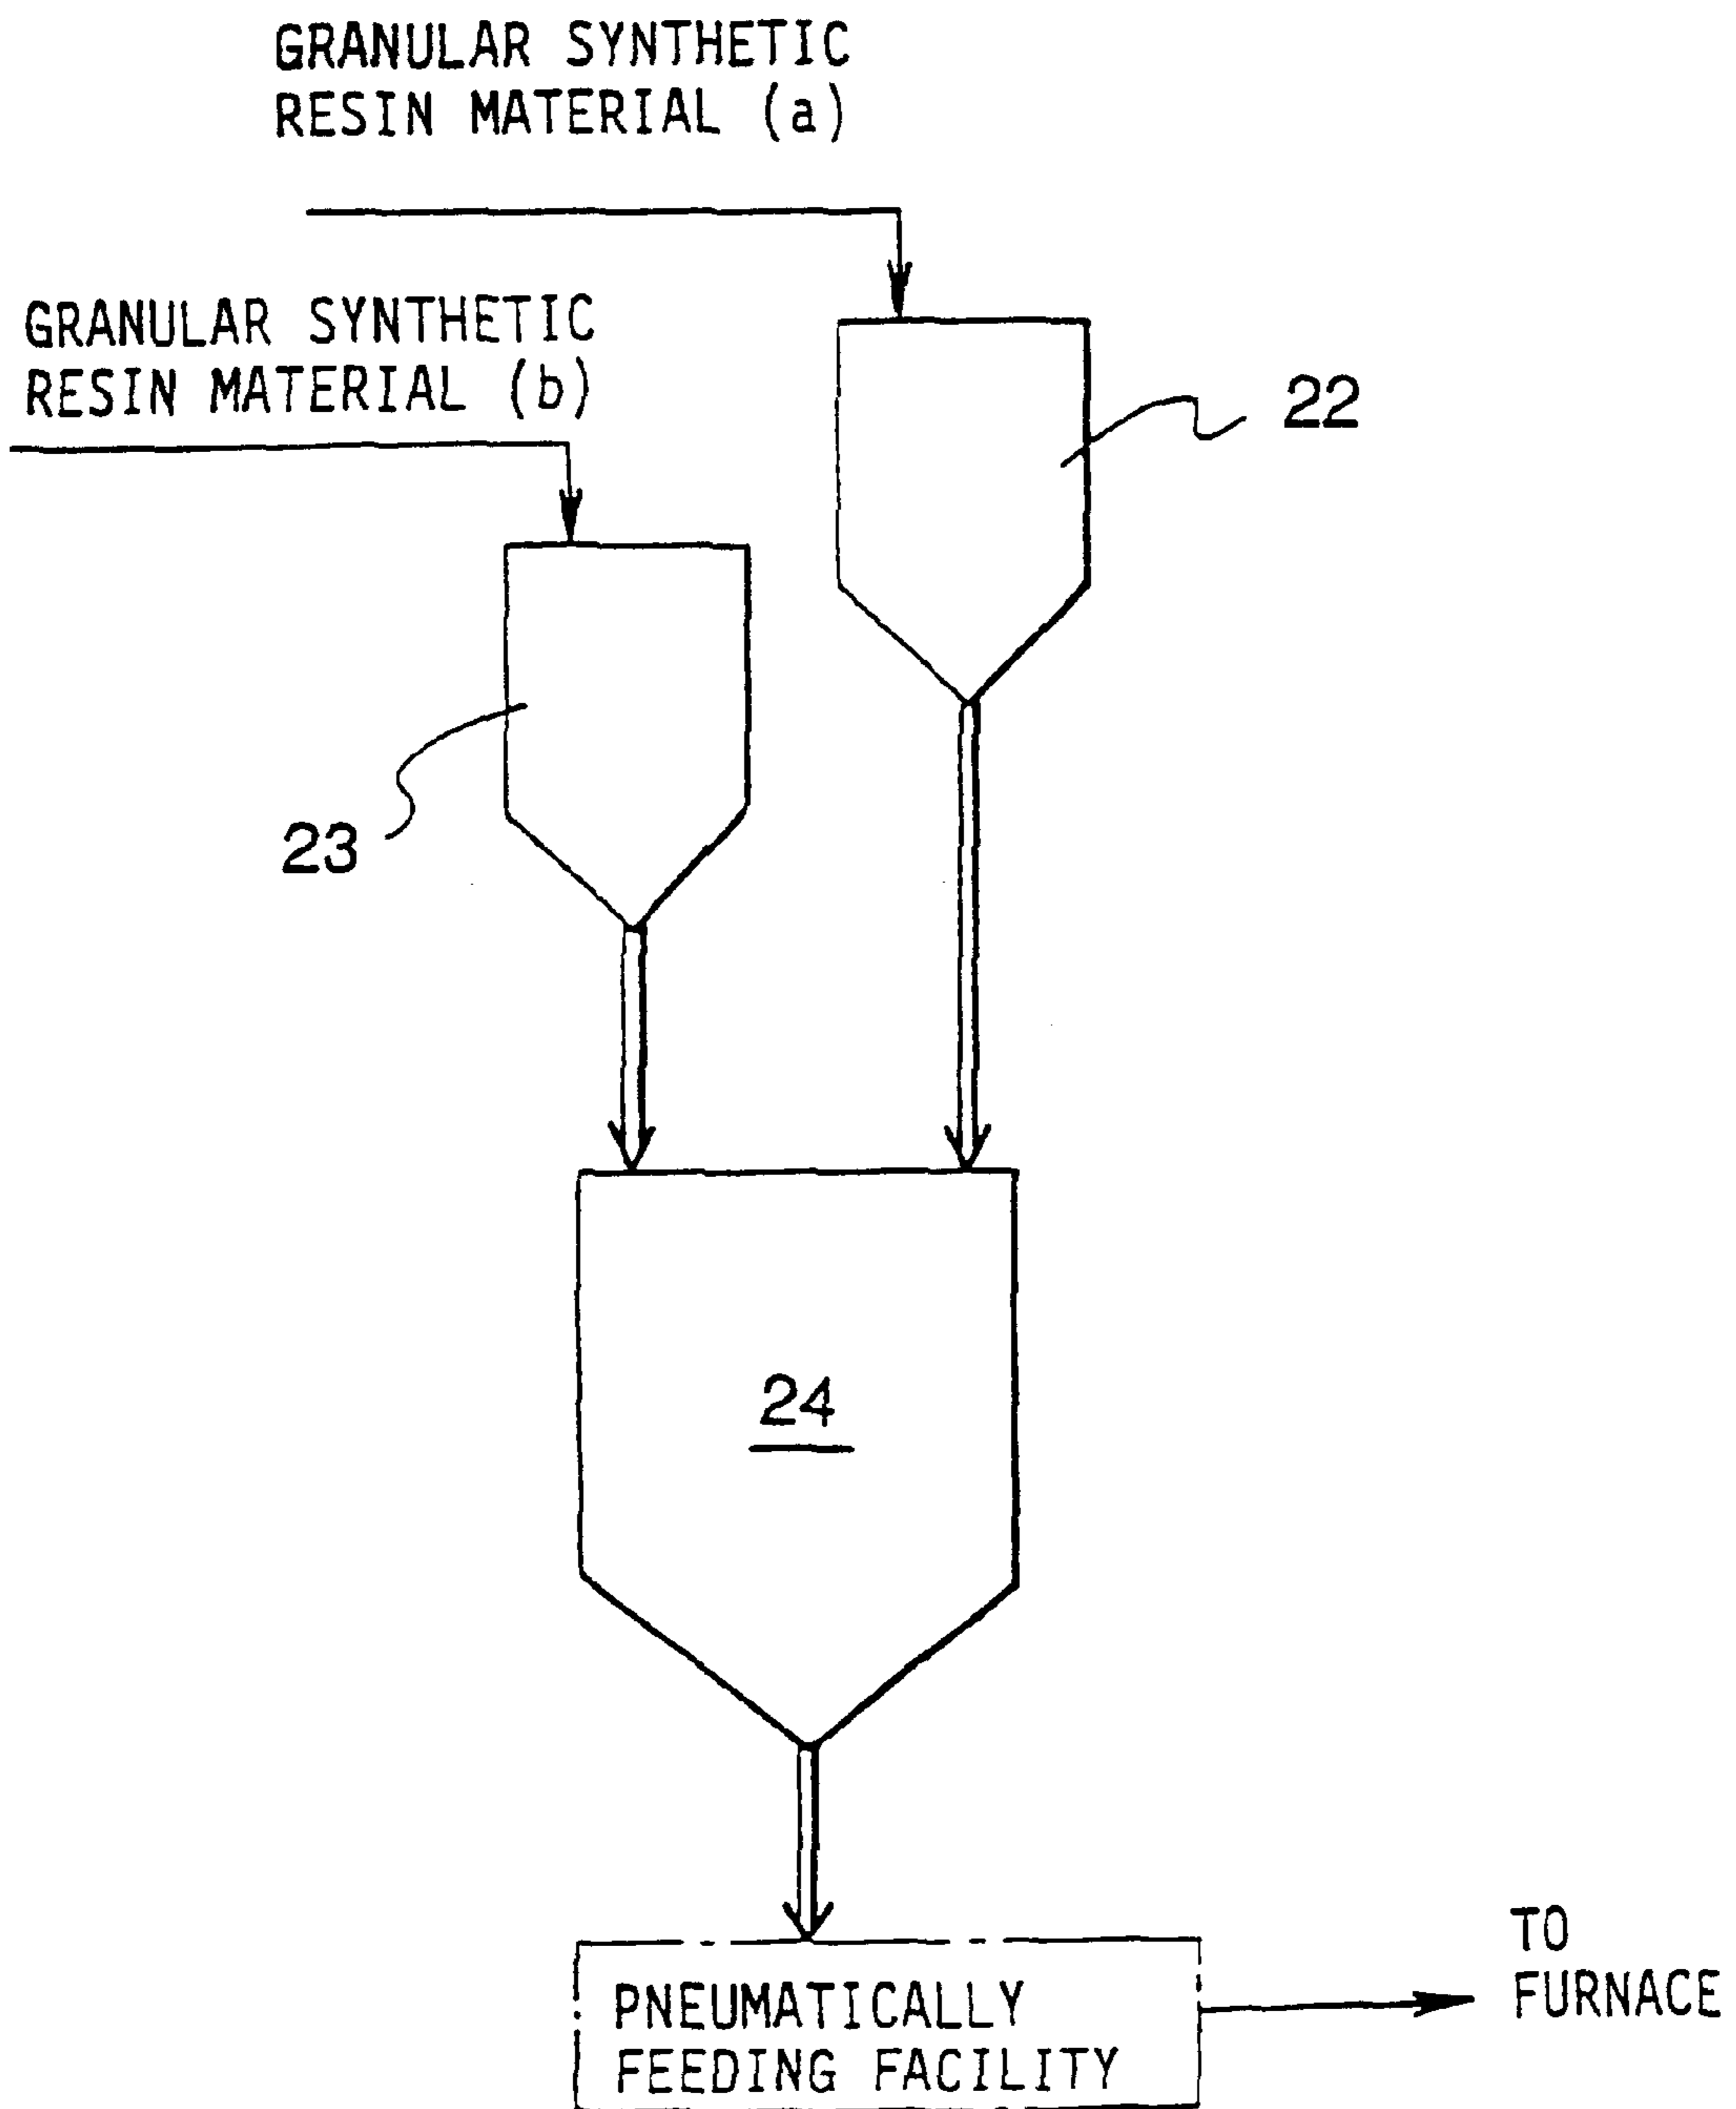 GRANULAR SYNTHETIC
RESIN MATERIAL (a)
GRANULAR SYNTHETIC
RESIN MATERIAL (b)
22
23
24
TO
FURNACE
PNEUMATICALLY
FEEDING FACILITY